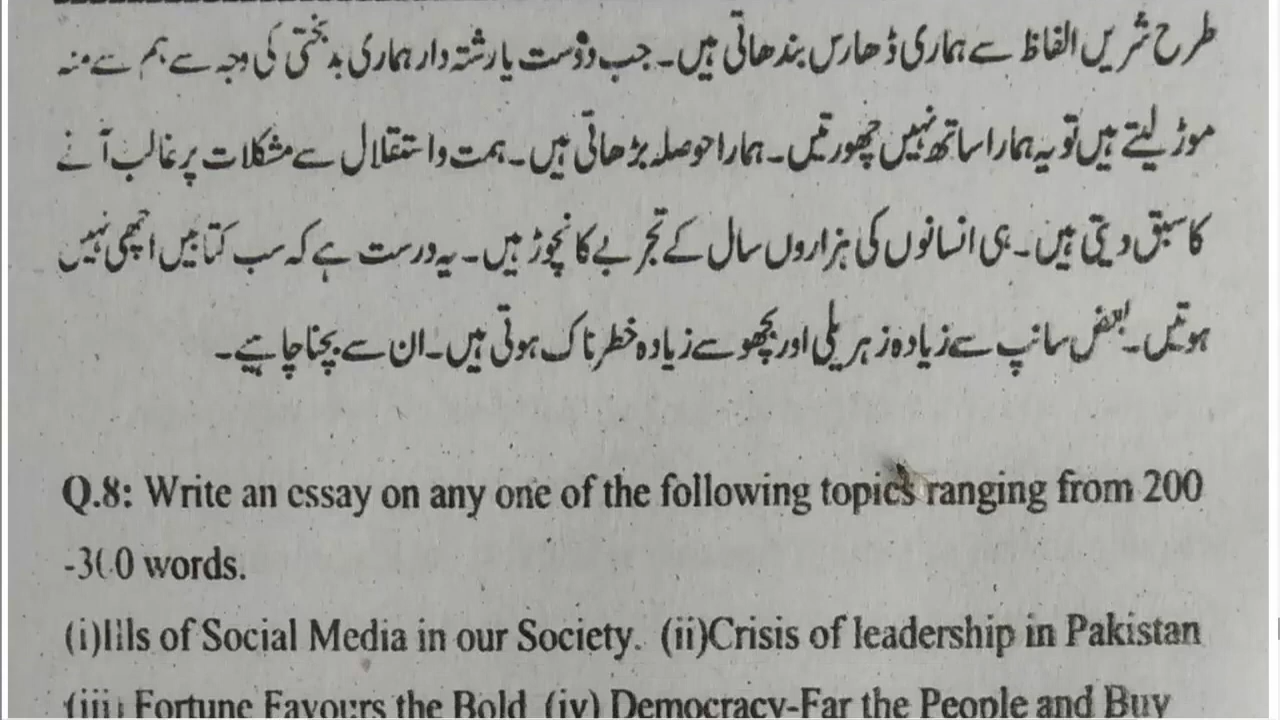 طرح شریں الفاظ سے ہماری ڈھارس بندھاتی ہیں۔ جب دوست یا رشتہ دار ہماری بدبختی کی وجہ سے ہم سے منہ
موڑ لیتے ہیں تو یہ ہمارا ساتھ نہیں چھورتیں۔ ہمارا حوصلہ بڑھاتی ہیں۔ ہمت و استقلال سے مشکلات پر غالب آنے
کا سبق دیتی ہیں۔ ہی انسانوں کی ہزاروں سال کے تجربے کا نچوڑ ہیں۔ یہ درست ہے کہ سب کتابیں اچھی نہیں
ہوتیں۔ بعض سانپ سے زیادہ زہریلی اور بچھو سے زیادہ خطرناک ہوتی ہیں۔ ان سے بچنا چاہیے۔
Q.8: Write an essay on any one of the following topics ranging from 200
-300 words.
(i)Ills of Social Media in our Society. (ii)Crisis of leadership in Pakistan
(iii) Fortune Favours the Bold (iv) Democracy-Far the People and Buy